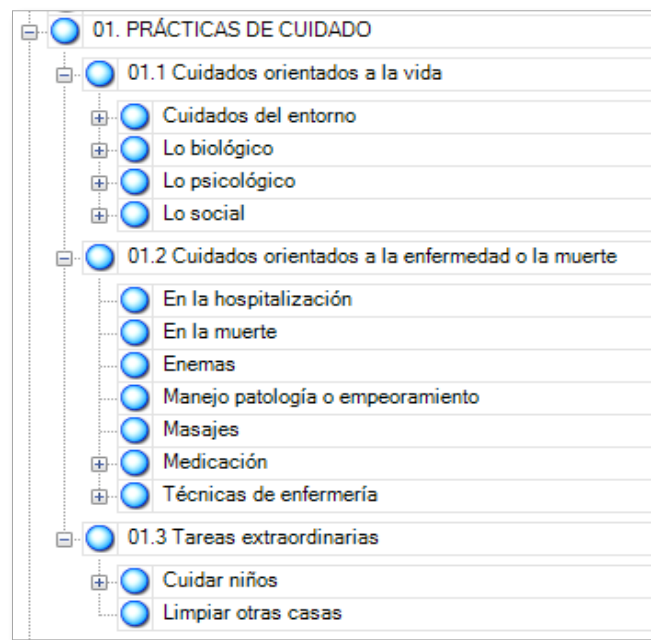 01. PRÁCTICAS DE CUIDADO
01.1 Cuidados orientados a la vida
Cuidados del entorno
Lo biológico
Lo psicológico
Lo social
01.2 Cuidados orientados a la enfermedad o la muerte
En la hospitalización
En la muerte
Enemas
Manejo patología o empeoramiento
Masajes
Medicación
Técnicas de enfermería
01.3 Tareas extraordinarias
Cuidar niños
Limpiar otras casas